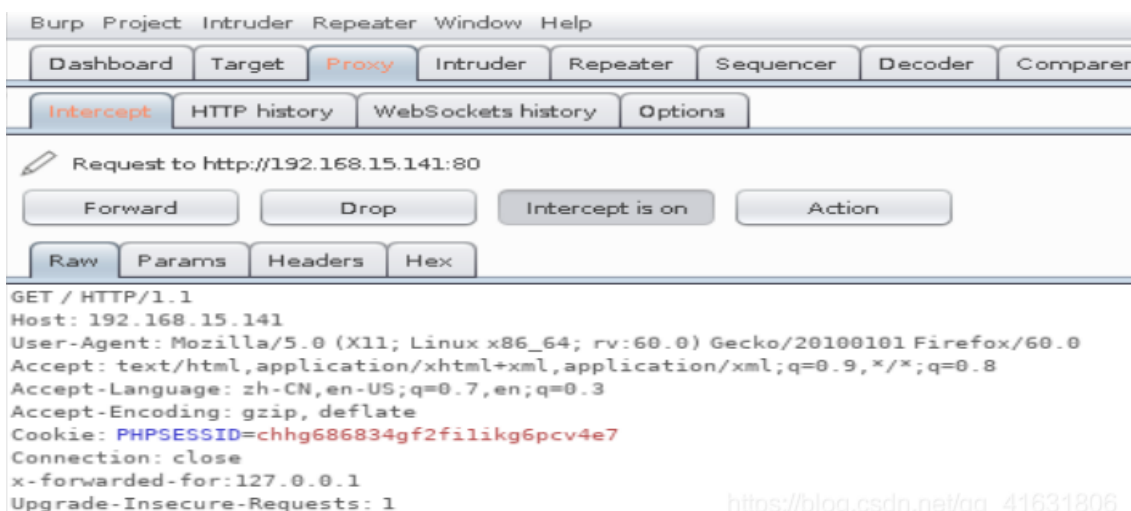 Burp Project Intruder Repeater Window Help
Dashboard Target Proxy Intruder Repeater Sequencer Decoder Comparer
Intercept HTTP history WebSockets history Options
Request to http://192.168.15.141:80
Forward Drop Intercept is on Action
Raw Params Headers Hex
GET / HTTP/1.1
Host: 192.168.15.141
User-Agent: Mozilla/5.0 (X11; Linux x86_64; rv:60.0) Gecko/20100101 Firefox/60.0
Accept: text/html,application/xhtml+xml,application/xml;q=0.9,*/*;q=0.8
Accept-Language: zh-CN,en-US;q=0.7,en;q=0.3
Accept-Encoding: gzip, deflate
Cookie: PHPSESSID=chhg686834gf2filikg6pcv4e7
Connection: close
x-forwarded-for:127.0.0.1
Upgrade-Insecure-Requests: 1
https://blog.csdn.net/qq_41631806